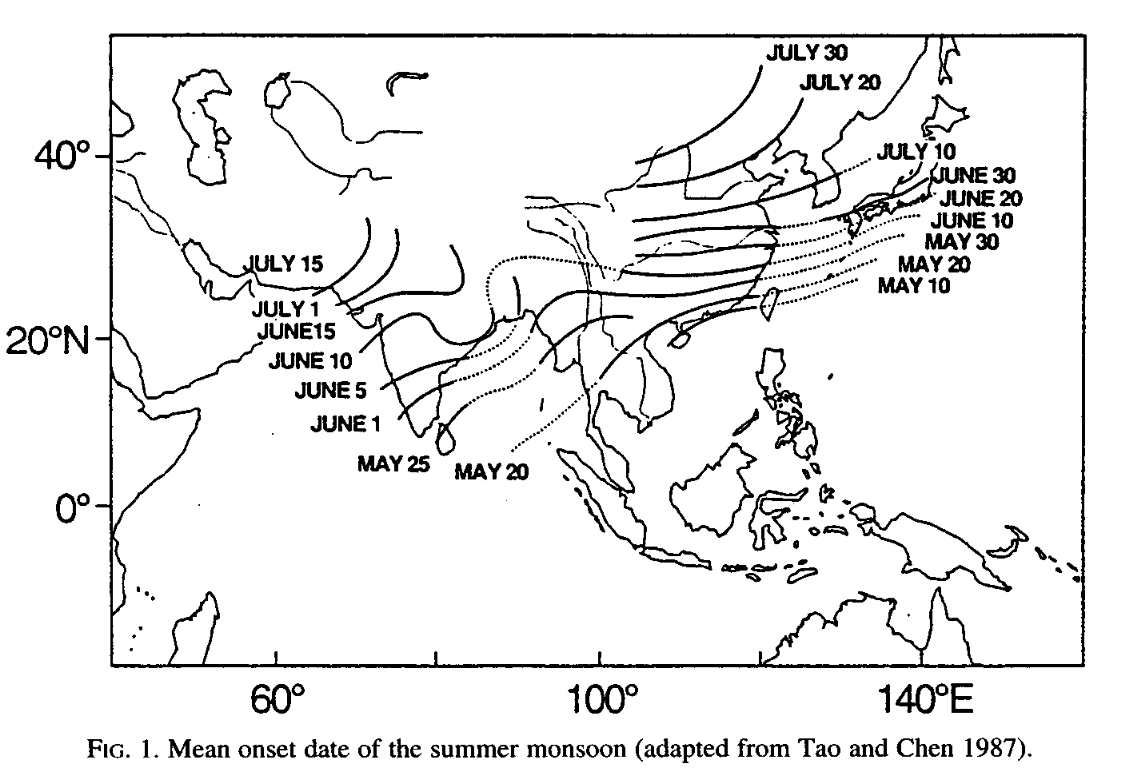 JULY 30
JULY 20
40°
JULY 10
JUNE 30
JUNE 20
JUNE 10
MAY 30
JULY 15
MAY 20
MAY 10
JULY 1
JUNE15
20°N
JUNE 10
JUNE 5
JUNE 1
MAY 25
MAY 20
0°
60°
100°
140°E
FIG. 1. Mean onset date of the summer monsoon (adapted from Tao and Chen 1987).